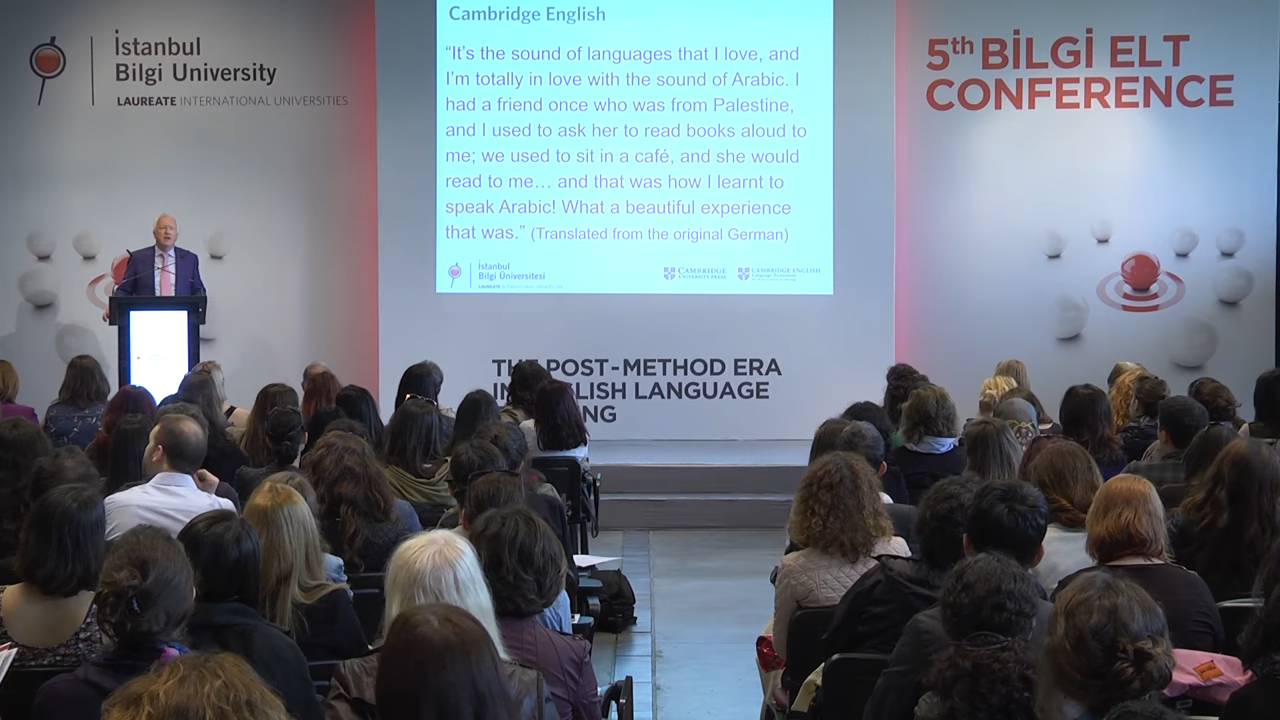 İstanbul
Bilgi University
LAUREATE INTERNATIONAL UNIVERSITIES
Cambridge English
“It’s the sound of languages that I love, and
I’m totally in love with the sound of Arabic. I
had a friend once who was from Palestine,
and I used to ask her to read books aloud to
me; we used to sit in a café, and she would
read to me… and that was how I learnt to
speak Arabic! What a beautiful experience
that was.” (Translated from the original German)
İstanbul
Bilgi Üniversitesi
CAMBRIDGE
UNIVERSITY PRESS
CAMBRIDGE ENGLISH
5th BİLGİ ELT
CONFERENCE
THE POST-METHOD ERA
LANGUAGE